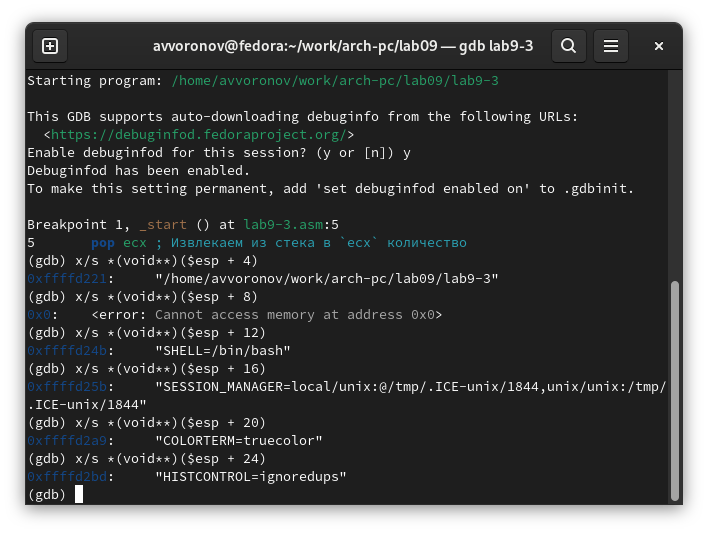 avvoronov@fedora:~/work/arch-pc/lab09 — gdb lab9-3
Starting program: /home/avvoronov/work/arch-pc/lab09/lab9-3
This GDB supports auto-downloading debuginfo from the following URLs:
<https://debuginfod.fedoraproject.org/>
Enable debuginfod for this session? (y or [n]) y
Debuginfod has been enabled.
To make this setting permanent, add 'set debuginfod enabled on' to .gdbinit.
Breakpoint 1, _start () at lab9-3.asm:5
5 pop ecx ; Извлекаем из стека в `ecx` количество
(gdb) x/s *(void**)($esp + 4)
0xffffd221: "/home/avvoronov/work/arch-pc/lab09/lab9-3"
(gdb) x/s *(void**)($esp + 8)
0x0: <error: Cannot access memory at address 0x0>
(gdb) x/s *(void**)($esp + 12)
0xffffd24b: "SHELL=/bin/bash"
(gdb) x/s *(void**)($esp + 16)
0xffffd25b: "SESSION_MANAGER=local/unix:@/tmp/.ICE-unix/1844,unix/unix:/tmp/
.ICE-unix/1844"
(gdb) x/s *(void**)($esp + 20)
0xffffd2a9: "COLORTERM=truecolor"
(gdb) x/s *(void**)($esp + 24)
0xffffd2bd: "HISTCONTROL=ignoredups"
(gdb)